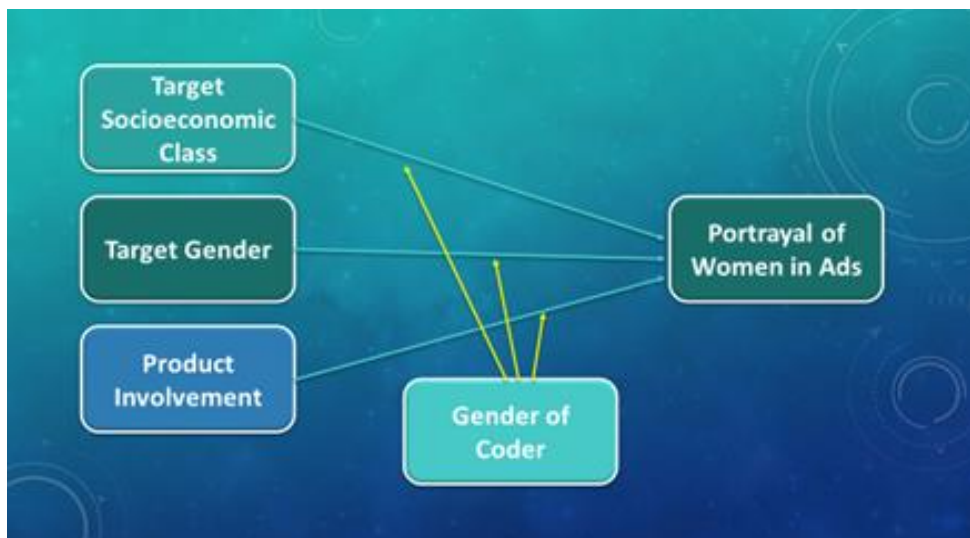 Target
Socioeconomic
Class
Target Gender
Product
Involvement
Portrayal of
Women in Ads
Gender of
Coder